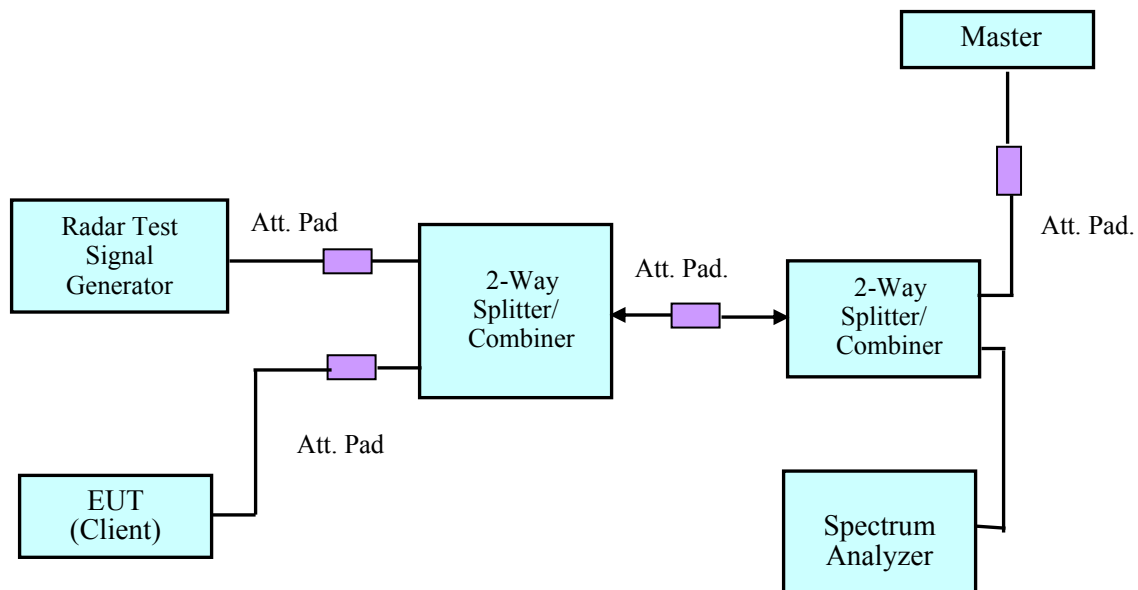 Master
Att. Pad.
Radar Test
Signal
Generator
Att. Pad
2-Way
Splitter/
Combiner
Att. Pad.
2-Way
Splitter/
Combiner
Att. Pad
EUT
(Client)
Spectrum
Analyzer